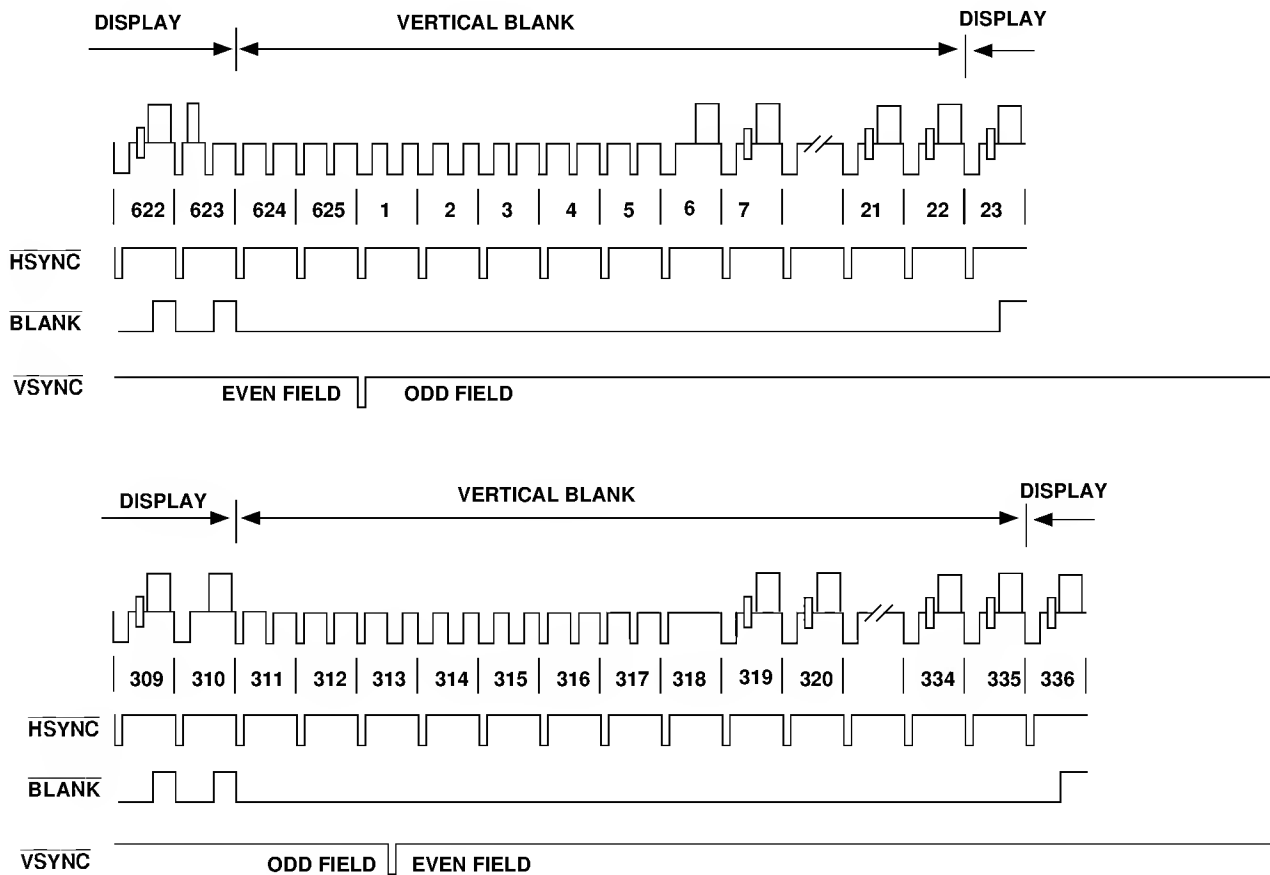 DISPLAY VERTICAL BLANK DISPLAY
622 623 624 625 1 2 3 4 5 6 7 21 22 23
HSYNC
BLANK
VSYNC
EVEN FIELD ODD FIELD
DISPLAY VERTICAL BLANK DISPLAY
309 310 311 312 313 314 315 316 317 318 319 320 334 335 336
HSYNC
BLANK
VSYNC
ODD FIELD EVEN FIELD